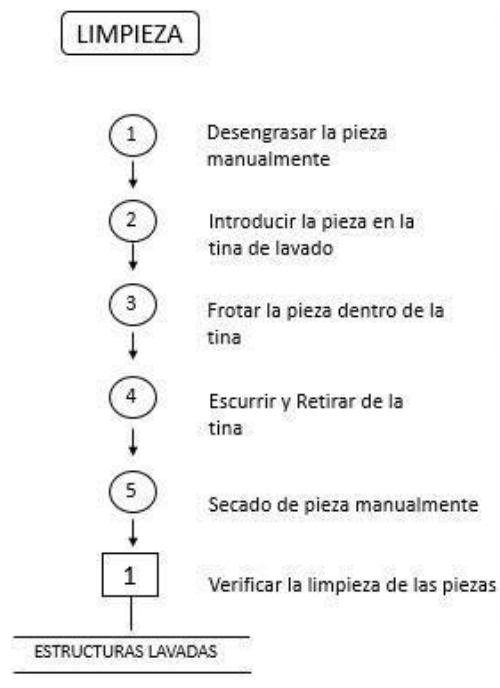 LIMPIEZA
1
Desengrasar la pieza
manualmente
2
Introducir la pieza en la
tina de lavado
3
Frotar la pieza dentro de la
tina
4
Escurrir y Retirar de la
tina
5
Secado de pieza manualmente
1
Verificar la limpieza de las piezas
ESTRUCTURAS LAVADAS